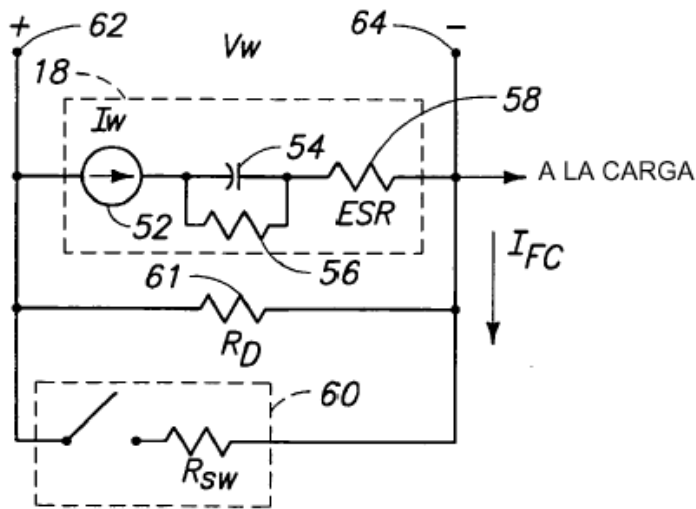 + 62 64 −
Vw
18 58
Iw 54
A LA CARGA
52 ESR
56
61 I_FC
R_D
60
R_SW